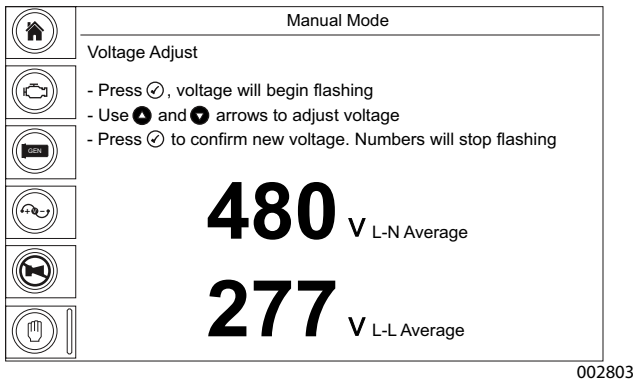 Manual Mode
Voltage Adjust
- Press ✓, voltage will begin flashing
- Use ▲ and ▼ arrows to adjust voltage
- Press ✓ to confirm new voltage. Numbers will stop flashing
GEN
480 V L-N Average
277 V L-L Average
002803